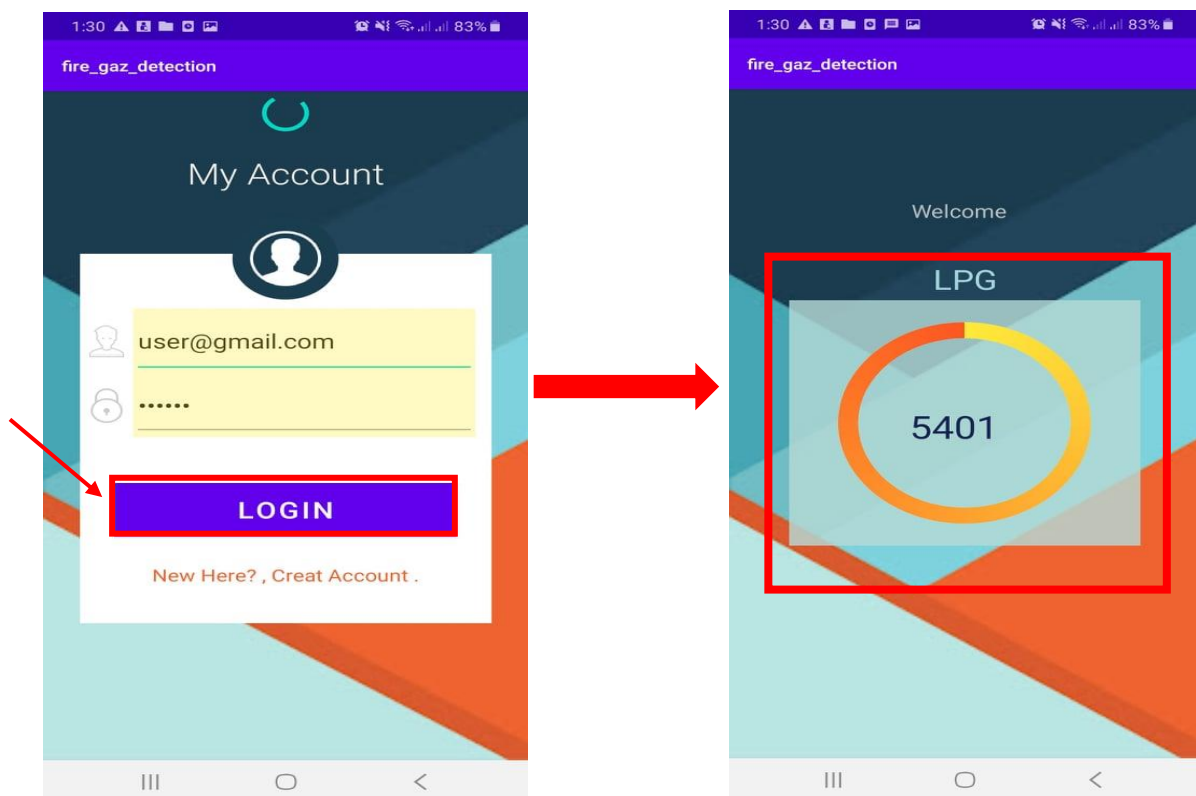 1:30 83%
fire_gaz_detection
My Account
user@gmail.com
••••••
LOGIN
New Here? , Creat Account .
1:30 83%
fire_gaz_detection
Welcome
LPG
5401